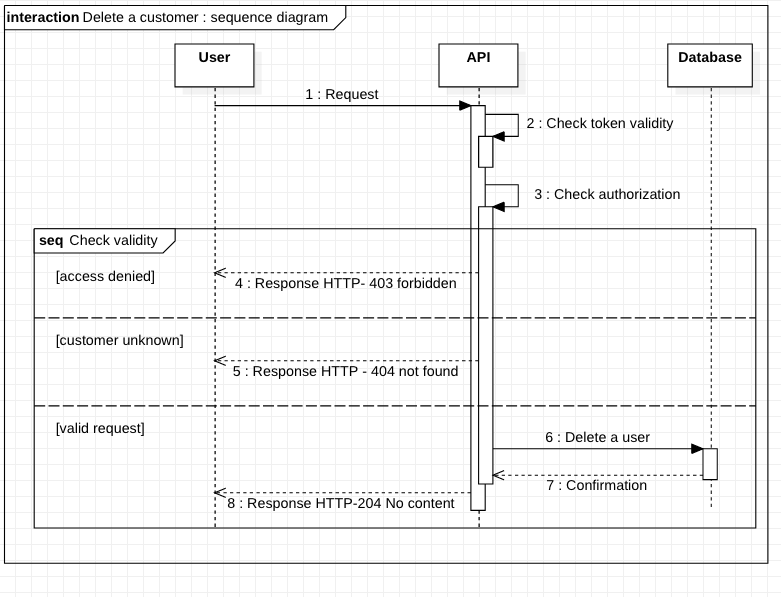 interaction Delete a customer : sequence diagram
User
API
Database
1 : Request
2 : Check token validity
3 : Check authorization
seq Check validity
[access denied]
4 : Response HTTP- 403 forbidden
[customer unknown]
5 : Response HTTP - 404 not found
[valid request]
6 : Delete a user
7 : Confirmation
8 : Response HTTP-204 No content